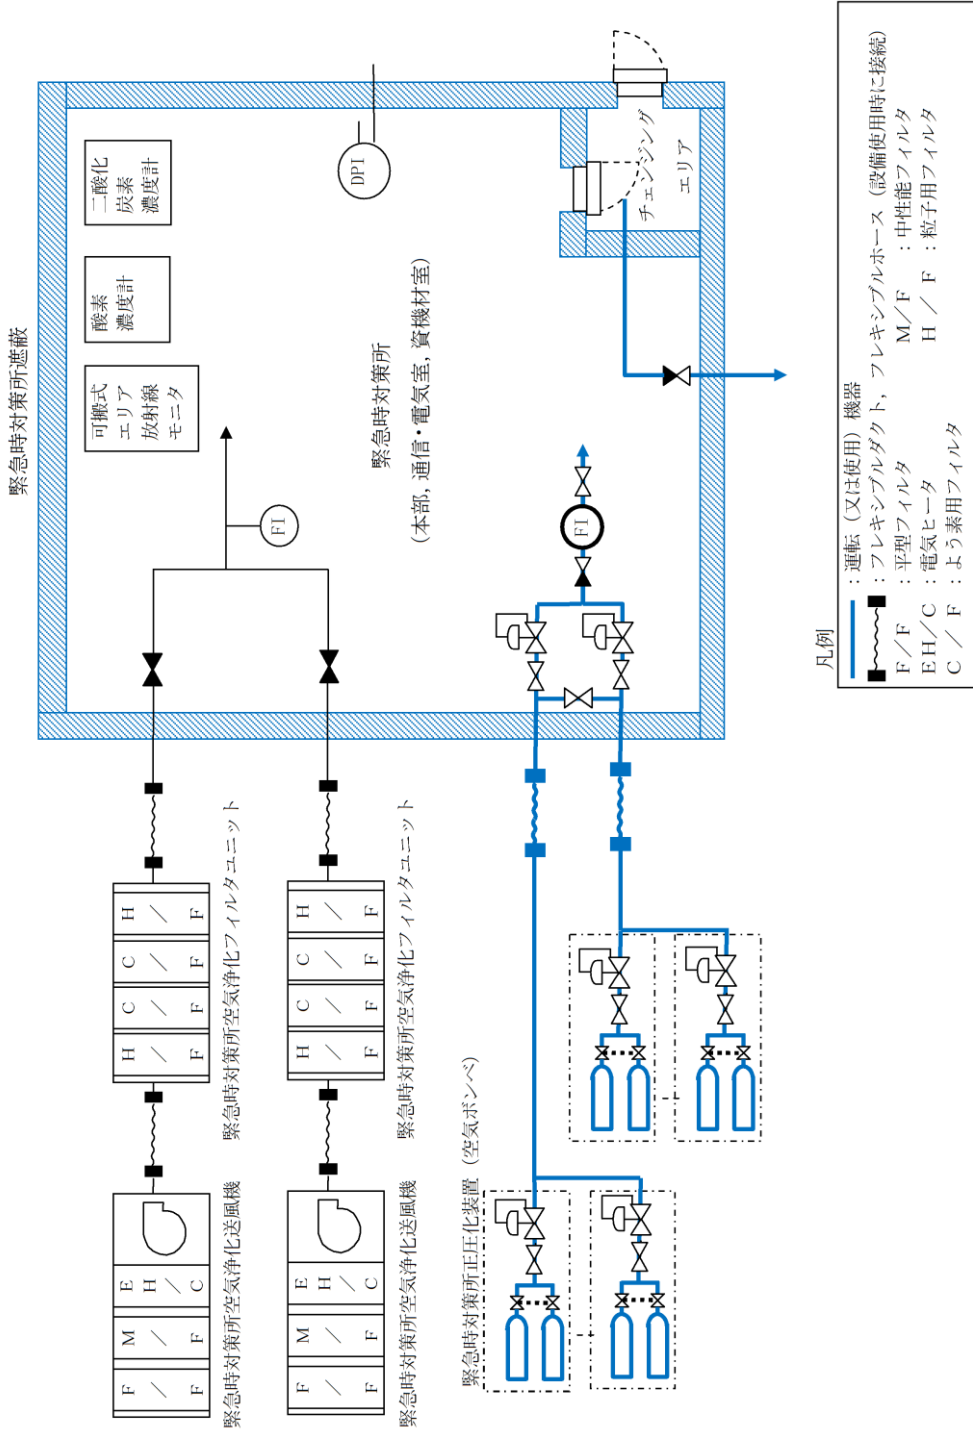 緊急時対策所遮蔽
可搬式
エリア
放射線
モニタ
酸素
濃度計
二酸化
炭素
濃度計
FI
DPI
緊急時対策所
(本部, 通信・電気室, 資機材室)
チェンジング
エリア
FI
F/F
M/F
EH/C
緊急時対策所空気浄化送風機
H/F
C/F
C/F
H/F
緊急時対策所空気浄化フィルタユニット
F/F
M/F
EH/C
緊急時対策所空気浄化送風機
H/F
C/F
C/F
H/F
緊急時対策所空気浄化フィルタユニット
緊急時対策所正圧化装置(空気ボンベ)
凡例
:運転(又は使用)機器
:フレキシブルダクト, フレキシブルホース(設備使用時に接続)
F/F :平型フィルタ M/F :中性能フィルタ
EH/C :電気ヒータ H/F :粒子用フィルタ
C/F :よう素用フィルタ